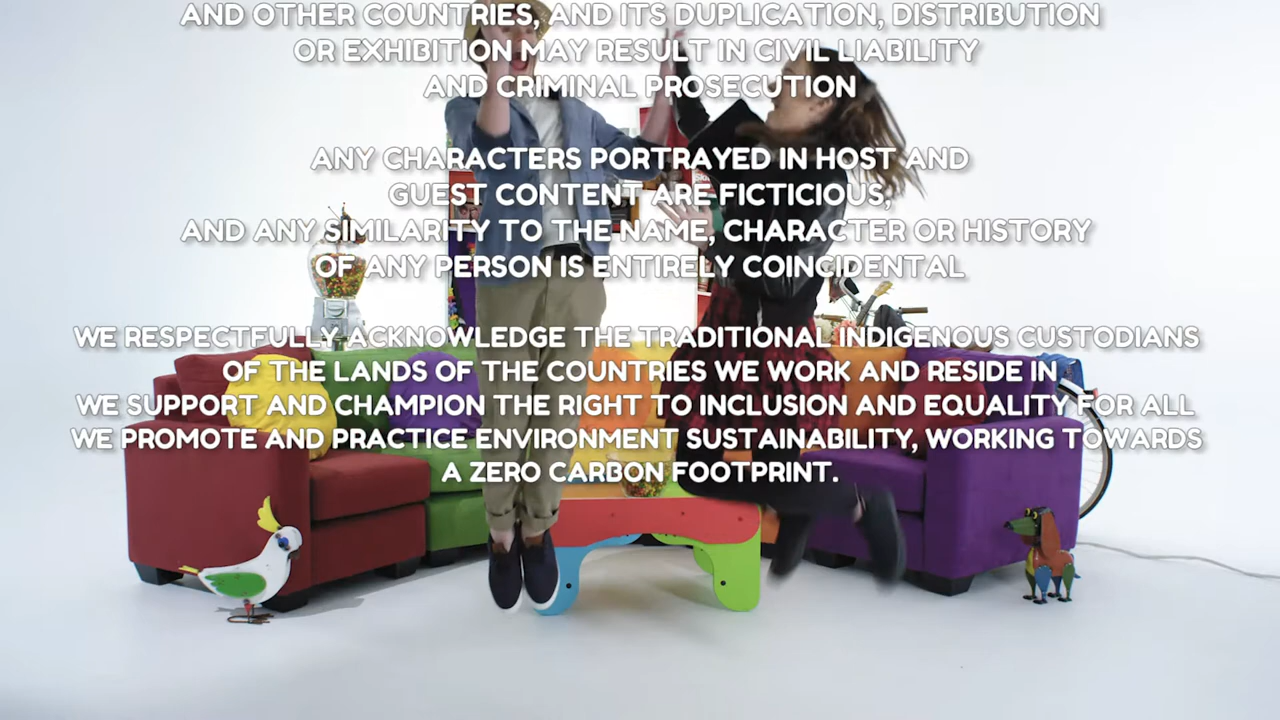 AND OTHER COUNTRIES, AND ITS DUPLICATION, DISTRIBUTION
OR EXHIBITION MAY RESULT IN CIVIL LIABILITY
AND CRIMINAL PROSECUTION
ANY CHARACTERS PORTRAYED IN HOST AND
GUEST CONTENT ARE FICTICIOUS,
AND ANY SIMILARITY TO THE NAME, CHARACTER OR HISTORY
OF ANY PERSON IS ENTIRELY COINCIDENTAL
WE RESPECTFULLY ACKNOWLEDGE THE TRADITIONAL INDIGENOUS CUSTODIANS
OF THE LANDS OF THE COUNTRIES WE WORK AND RESIDE IN
WE SUPPORT AND CHAMPION THE RIGHT TO INCLUSION AND EQUALITY FOR ALL
WE PROMOTE AND PRACTICE ENVIRONMENT SUSTAINABILITY, WORKING TOWARDS
A ZERO CARBON FOOTPRINT.